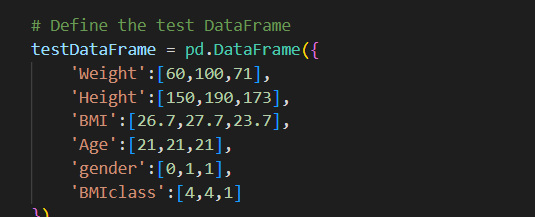 # Define the test DataFrame
testDataFrame = pd.DataFrame({
'Weight':[60,100,71],
'Height':[150,190,173],
'BMI':[26.7,27.7,23.7],
'Age':[21,21,21],
'gender':[0,1,1],
'BMIclass':[4,4,1]
})